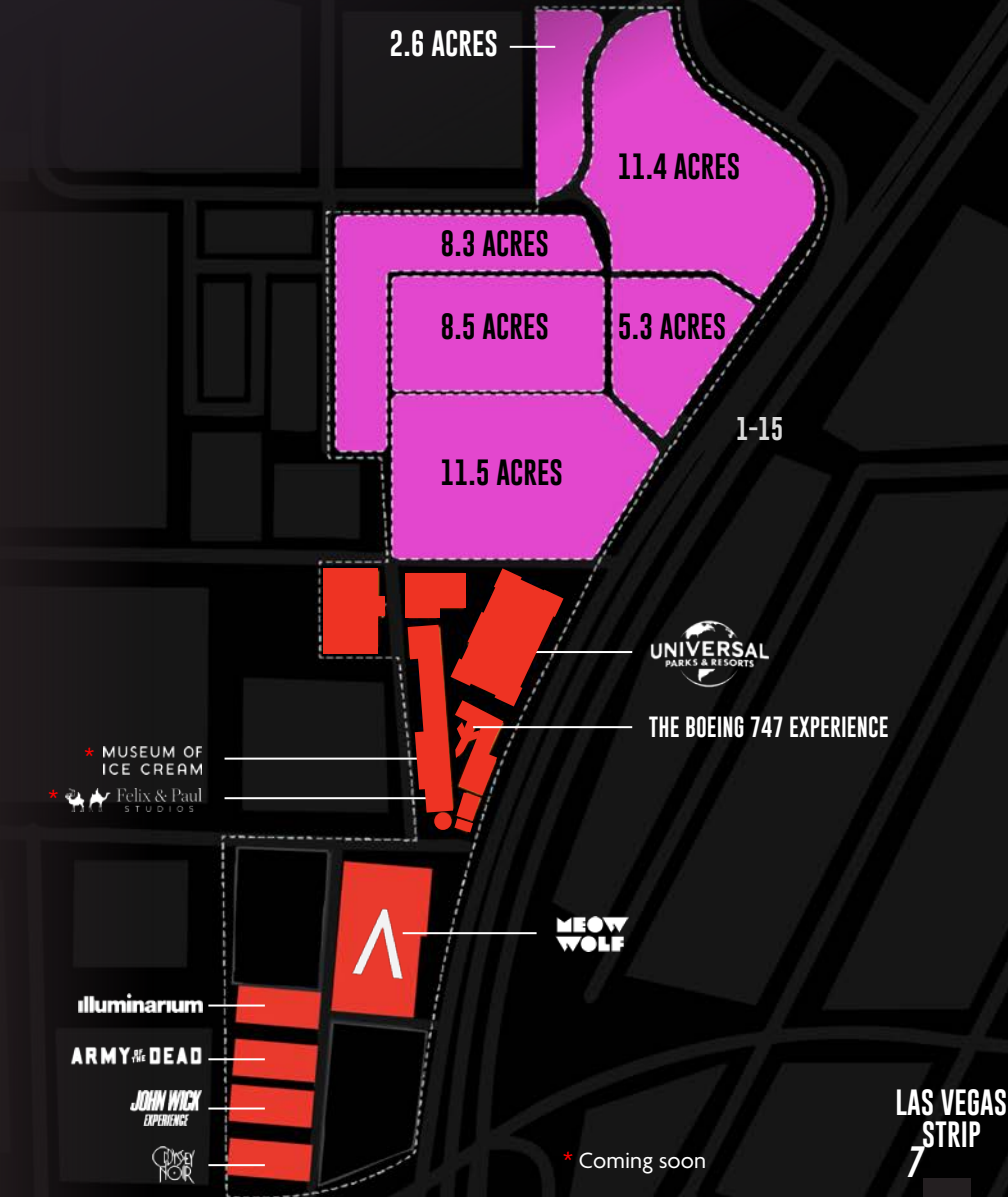 2.6 ACRES
11.4 ACRES
8.3 ACRES
8.5 ACRES
5.3 ACRES
1-15
11.5 ACRES
UNIVERSAL
PARKS & RESORTS
THE BOEING 747 EXPERIENCE
* MUSEUM OF
ICE CREAM
* Felix & Paul
STUDIOS
MEOW
WOLF
illuminarium
ARMY OF THE DEAD
JOHN WICK
EXPERIENCE
ODYSSEY
NOIR
LAS VEGAS
STRIP
* Coming soon
7